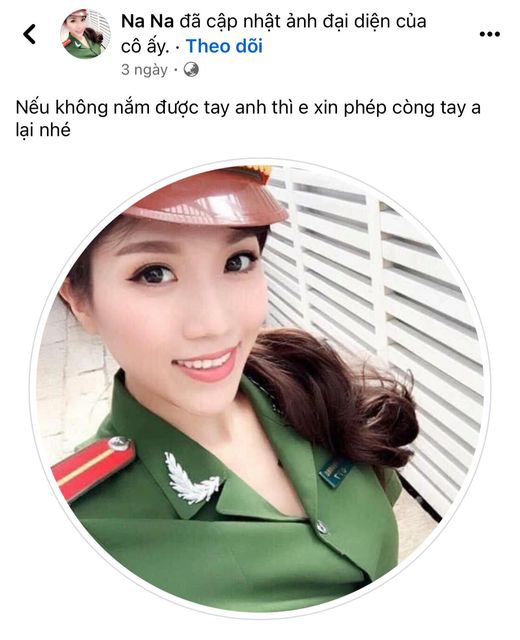 Na Na đã cập nhật ảnh đại diện của
cô ấy. · Theo dõi
3 ngày ·
Nếu không nắm được tay anh thì e xin phép còng tay a
lại nhé